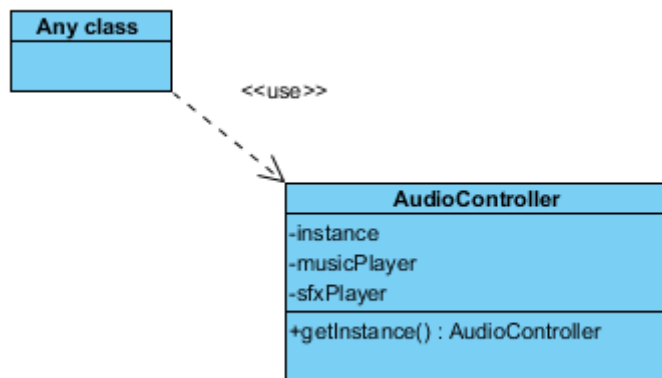 Any class
<<use>>
AudioController
-instance
-musicPlayer
-sfxPlayer
+getInstance() : AudioController